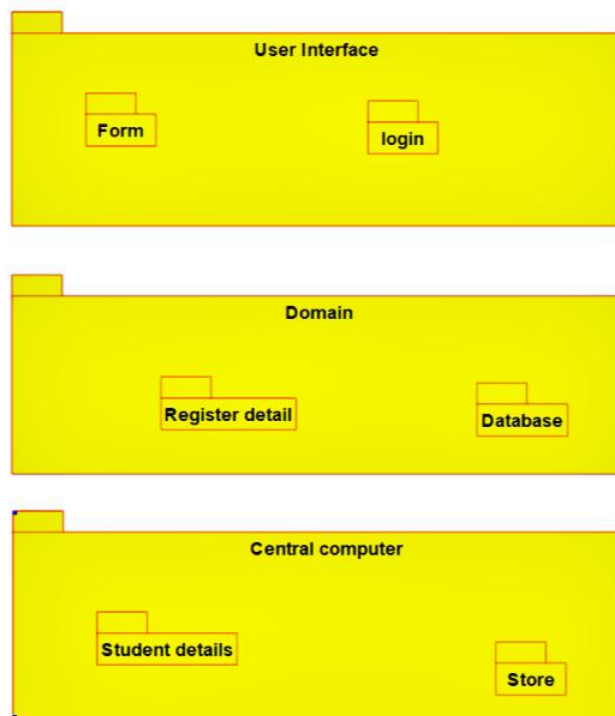 User Interface
Form
login
Domain
Register detail
Database
Central computer
Student details
Store